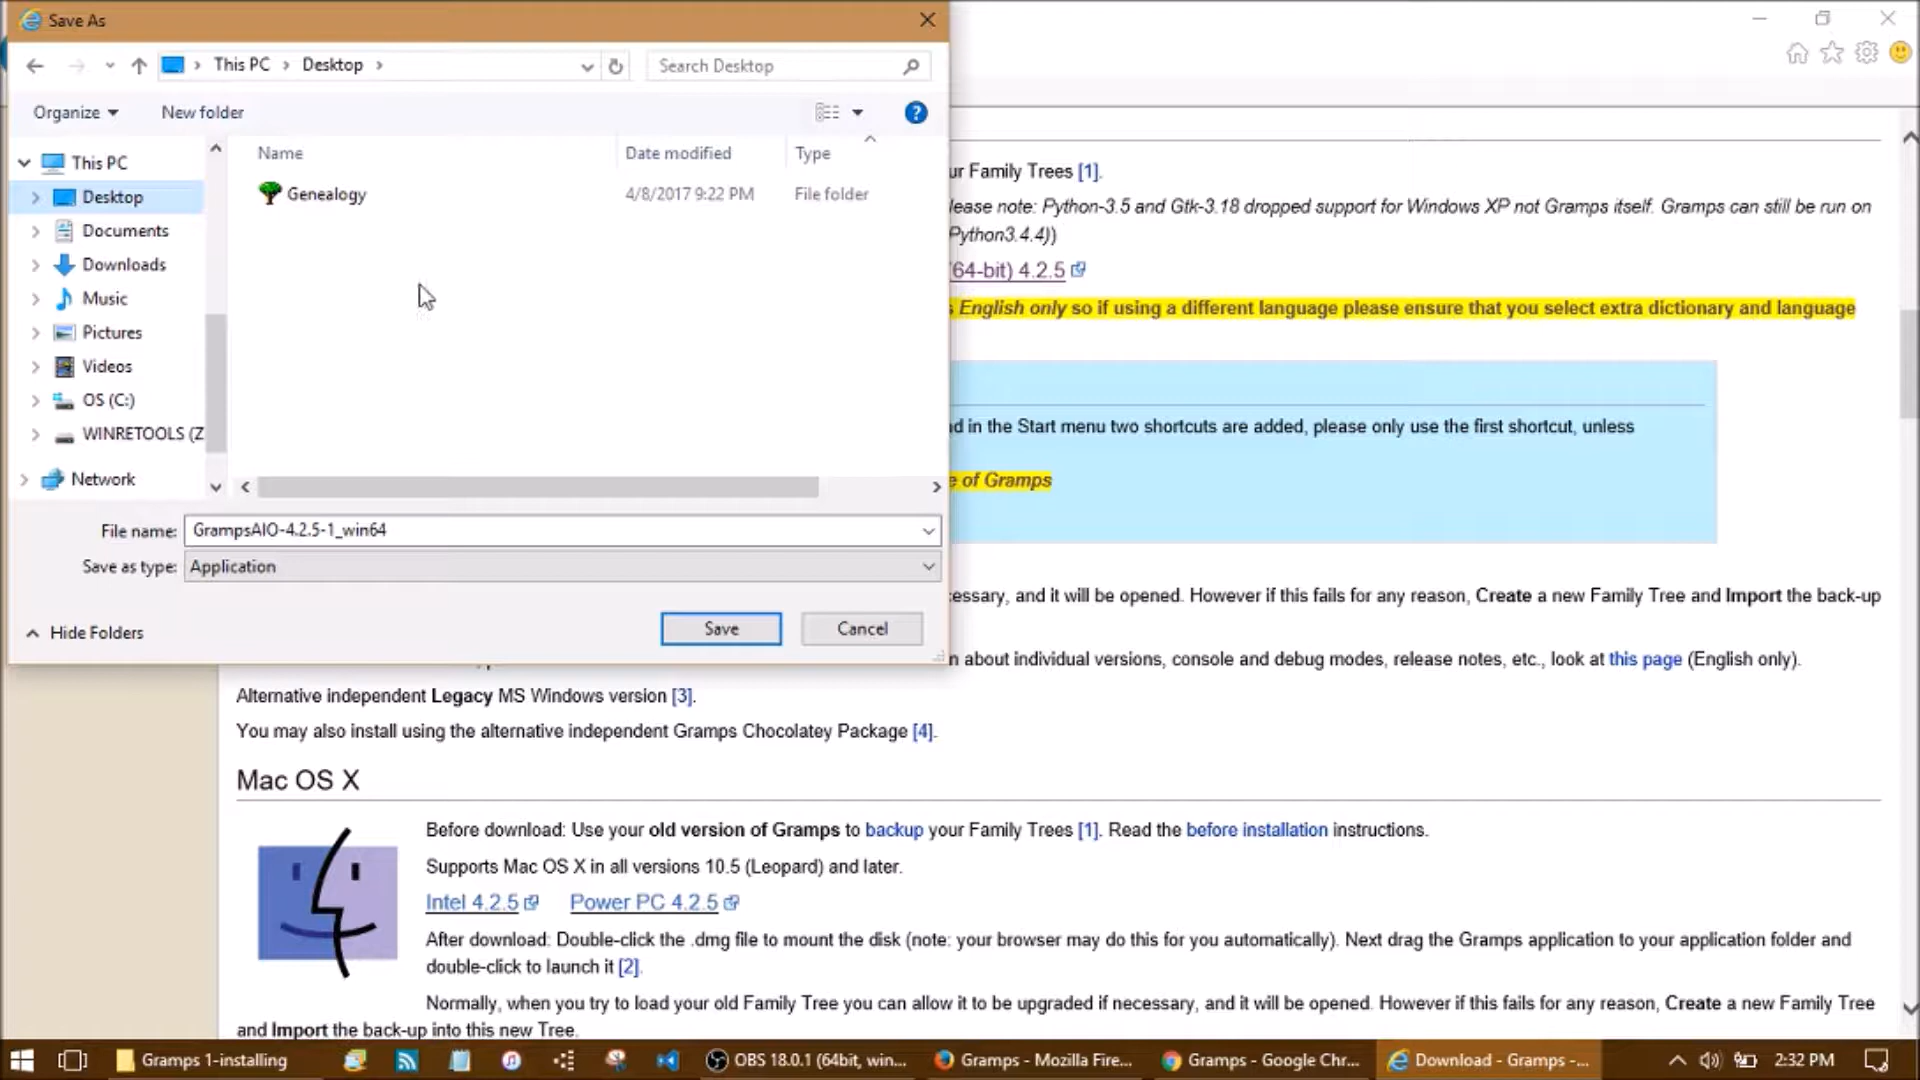 Save As
This PC
Desktop
Search Desktop
Organize
New folder
Name
Date modified
Type
This PC
Desktop
Documents
Downloads
Music
Pictures
Videos
OS (C:)
WINRETOOLS (Z
Network
Genealogy
4/8/2017 9:22 PM
File folder
File name:
GrampsAIO-4.2.5-1_win64
Save as type:
Application
Hide Folders
Save
Cancel
ur Family Trees [1].
lease note: Python-3.5 and Gtk-3.18 dropped support for Windows XP not Gramps itself. Gramps can still be run on
Python3.4.4))
64-bit) 4.2.5
English only so if using a different language please ensure that you select extra dictionary and language
d in the Start menu two shortcuts are added, please only use the first shortcut, unless
e of Gramps
essary, and it will be opened. However if this fails for any reason, Create a new Family Tree and Import the back-up
n about individual versions, console and debug modes, release notes, etc., look at this page (English only).
Alternative independent Legacy MS Windows version [3].
You may also install using the alternative independent Gramps Chocolatey Package [4].
Mac OS X
Before download: Use your old version of Gramps to backup your Family Trees [1]. Read the before installation instructions.
Supports Mac OS X in all versions 10.5 (Leopard) and later.
Intel 4.2.5 Power PC 4.2.5
After download: Double-click the .dmg file to mount the disk (note: your browser may do this for you automatically). Next drag the Gramps application to your application folder and
double-click to launch it [2].
Normally, when you try to load your old Family Tree you can allow it to be upgraded if necessary, and it will be opened. However if this fails for any reason, Create a new Family Tree
and Import the back-up into this new Tree.
Gramps 1-installing
OBS 18.0.1 (64bit, win...
Gramps - Mozilla Fire...
Gramps - Google Chr...
Download - Gramps -...
2:32 PM